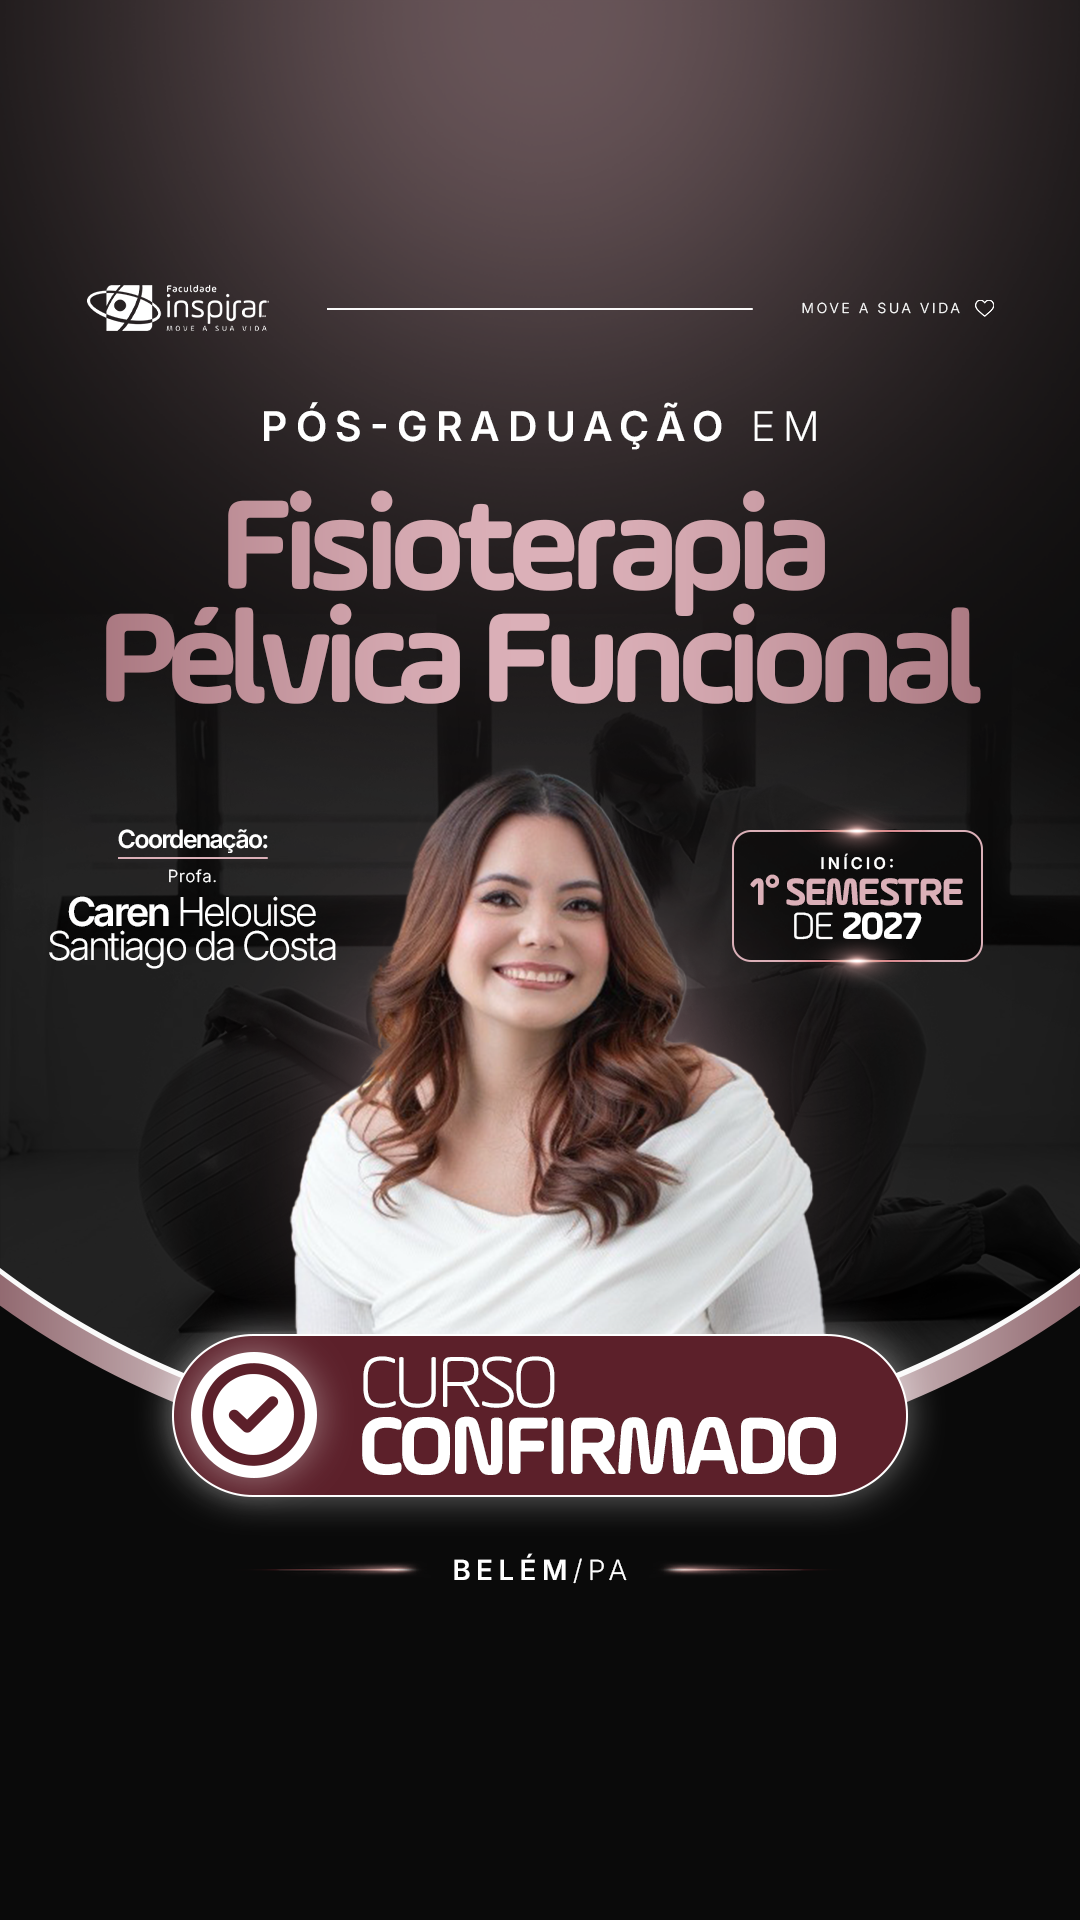 Faculdade
inspirar
MOVE A SUA VIDA
MOVE A SUA VIDA
PÓS-GRADUAÇÃO EM
Fisioterapia
Pélvica Funcional
Coordenação:
Profa.
Caren Helouise
Santiago da Costa
INÍCIO:
1º SEMESTRE
DE 2027
CURSO
CONFIRMADO
BELÉM/PA